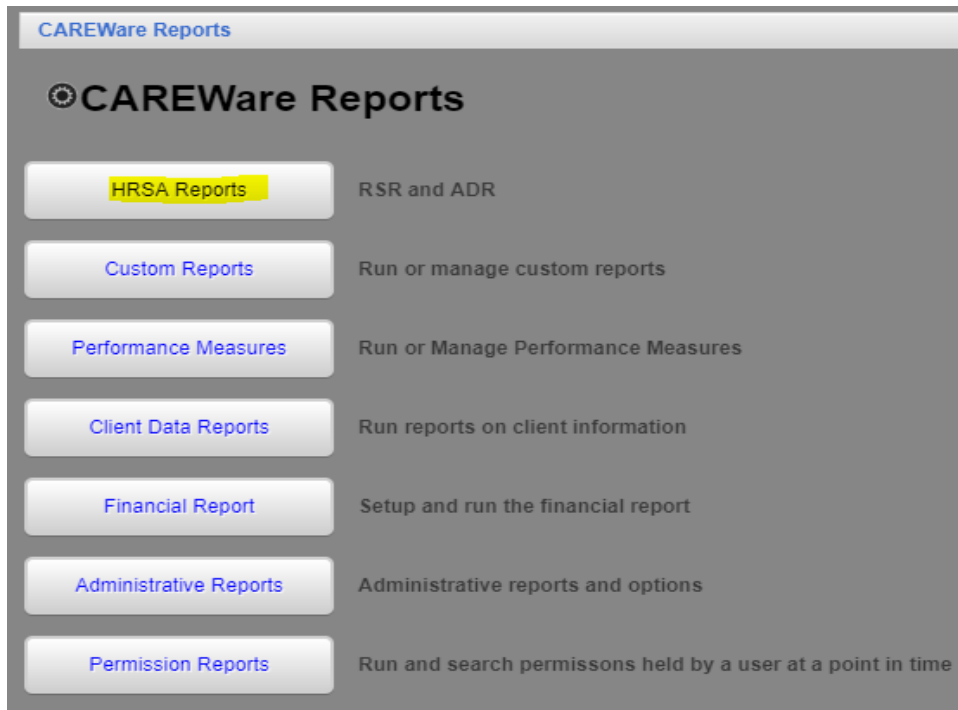 CAREWare Reports
CAREWare Reports
HRSA Reports RSR and ADR
Custom Reports Run or manage custom reports
Performance Measures Run or Manage Performance Measures
Client Data Reports Run reports on client information
Financial Report Setup and run the financial report
Administrative Reports Administrative reports and options
Permission Reports Run and search permissons held by a user at a point in time